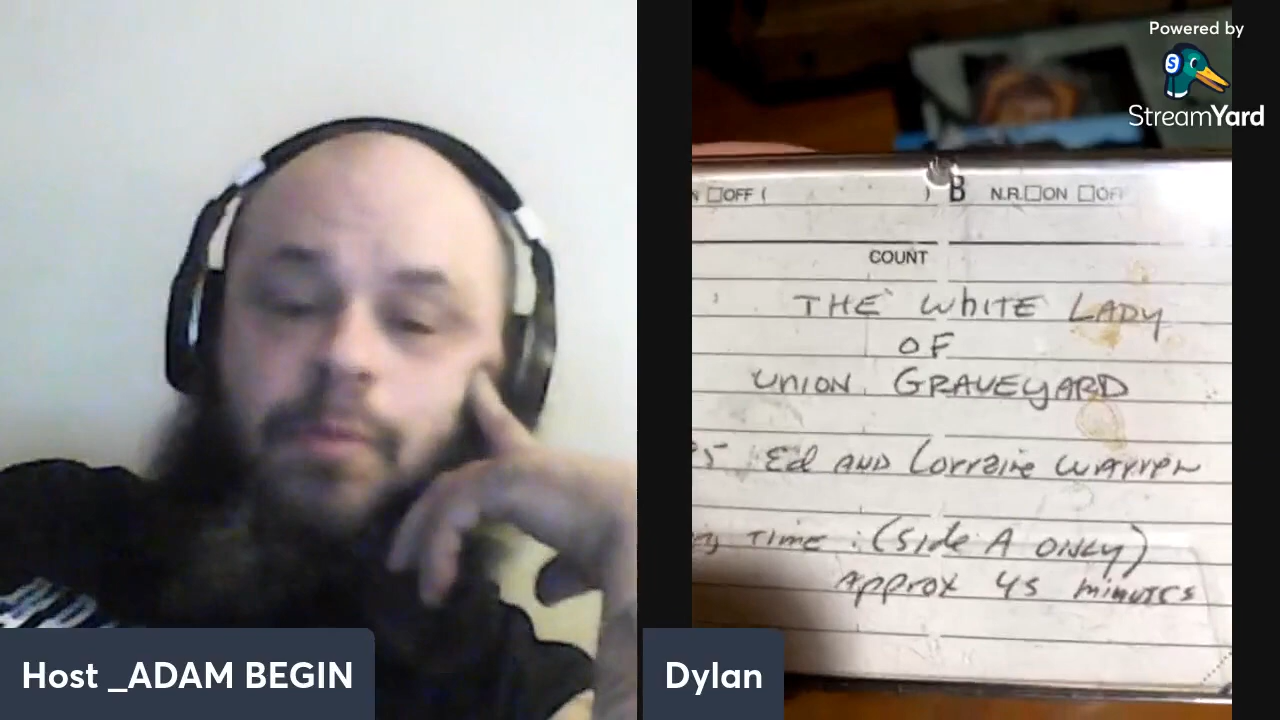 Powered by
StreamYard
OFF ( ) B N.R. ON OFF
COUNT
THE WHITE LADY
OF
UNION GRAVEYARD
Ed AND Lorraine WARREN
TIME : (Side A ONLY)
Approx 45 minutes
Host _ADAM BEGIN
Dylan